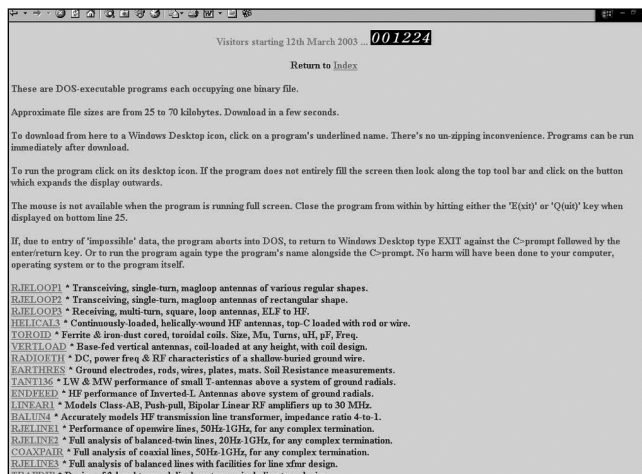 Visitors starting 12th March 2003 ... 001224
Return to Index
These are DOS-executable programs each occupying one binary file.
Approximate file sizes are from 25 to 70 kilobytes. Download in a few seconds.
To download from here to a Windows Desktop icon, click on a program's underlined name. There's no un-zipping inconvenience. Programs can be run
immediately after download.
To run the program click on its desktop icon. If the program does not entirely fill the screen then look along the top tool bar and click on the button
which expands the display outwards.
The mouse is not available when the program is running full screen. Close the program from within by hitting either the 'E(xit)' or 'Q(uit)' key when
displayed on bottom line 25.
If, due to entry of 'impossible' data, the program aborts into DOS, to return to Windows Desktop type EXIT against the C>prompt followed by the
enter/return key. Or to run the program again type the program's name alongside the C>prompt. No harm will have been done to your computer,
operating system or to the program itself.
RJELOOP1 * Transceiving, single-turn, magloop antennas of various regular shapes.
RJELOOP2 * Transceiving, single-turn, magloop antennas of rectangular shape.
RJELOOP3 * Receiving, multi-turn, square, loop antennas, ELF to HF.
HELICAL3 * Continuously-loaded, helically-wound HF antennas, top-C loaded with rod or wire.
TOROID * Ferrite & iron-dust cored, toroidal coils. Size, Mu, Turns, uH, pF, Freq.
VERTLOAD * Base-fed vertical antennas, coil-loaded at any height, with coil design.
RADIOETH * DC, power freq & RF characteristics of a shallow-buried ground wire.
EARTHRES * Ground electrodes, rods, wires, plates, mats. Soil Resistance measurements.
TANT136 * LW & MW performance of small T-antennas above a system of ground radials.
ENDFEED * HF performance of Inverted-L Antennas above system of ground radials.
LINEAR1 * Models Class-AB, Push-pull, Bipolar Linear RF amplifiers up to 30 MHz.
BALUN4 * Accurately models HF transmission line transformer, impedance ratio 4-to-1.
RJELINE1 * Performance of openwire lines, 50Hz-1GHz, for any complex termination.
RJELINE2 * Full analysis of balanced-twin lines, 20Hz-1GHz, for any complex termination.
COAXPAIR * Full analysis of coaxial lines, 50Hz-1GHz, for any complex termination.
RJELINE3 * Full analysis of balanced lines with facilities for line xfmr design.